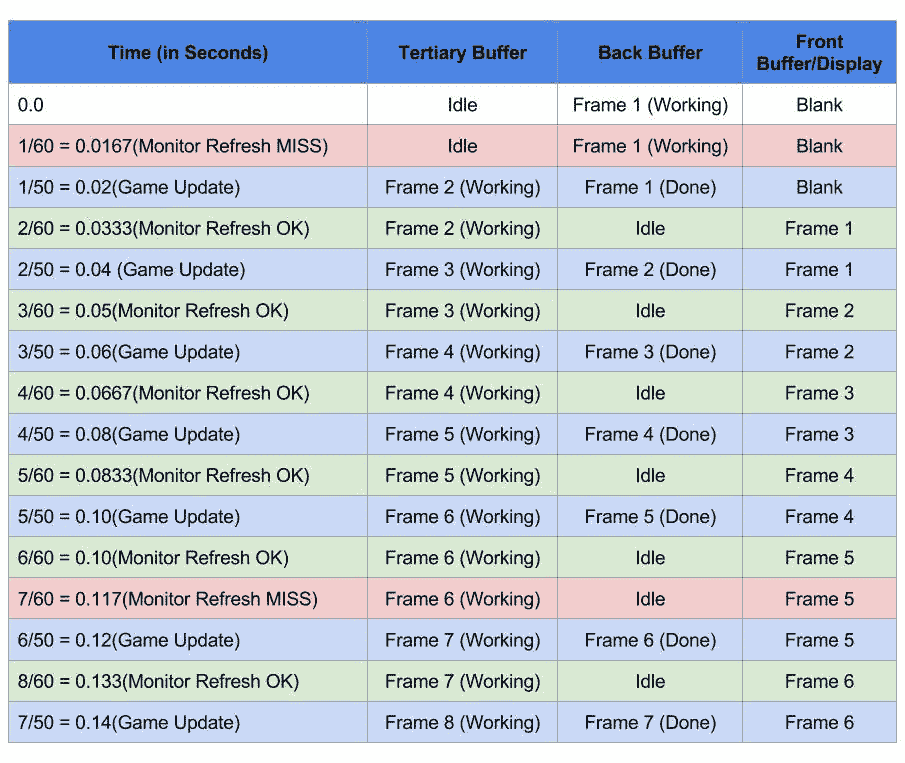 Time (in Seconds) Tertiary Buffer Back Buffer Front Buffer/Display
0.0 Idle Frame 1 (Working) Blank
1/60 = 0.0167(Monitor Refresh MISS) Idle Frame 1 (Working) Blank
1/50 = 0.02(Game Update) Frame 2 (Working) Frame 1 (Done) Blank
2/60 = 0.0333(Monitor Refresh OK) Frame 2 (Working) Idle Frame 1
2/50 = 0.04 (Game Update) Frame 3 (Working) Frame 2 (Done) Frame 1
3/60 = 0.05(Monitor Refresh OK) Frame 3 (Working) Idle Frame 2
3/50 = 0.06(Game Update) Frame 4 (Working) Frame 3 (Done) Frame 2
4/60 = 0.0667(Monitor Refresh OK) Frame 4 (Working) Idle Frame 3
4/50 = 0.08(Game Update) Frame 5 (Working) Frame 4 (Done) Frame 3
5/60 = 0.0833(Monitor Refresh OK) Frame 5 (Working) Idle Frame 4
5/50 = 0.10(Game Update) Frame 6 (Working) Frame 5 (Done) Frame 4
6/60 = 0.10(Monitor Refresh OK) Frame 6 (Working) Idle Frame 5
7/60 = 0.117(Monitor Refresh MISS) Frame 6 (Working) Idle Frame 5
6/50 = 0.12(Game Update) Frame 7 (Working) Frame 6 (Done) Frame 5
8/60 = 0.133(Monitor Refresh OK) Frame 7 (Working) Idle Frame 6
7/50 = 0.14(Game Update) Frame 8 (Working) Frame 7 (Done) Frame 6